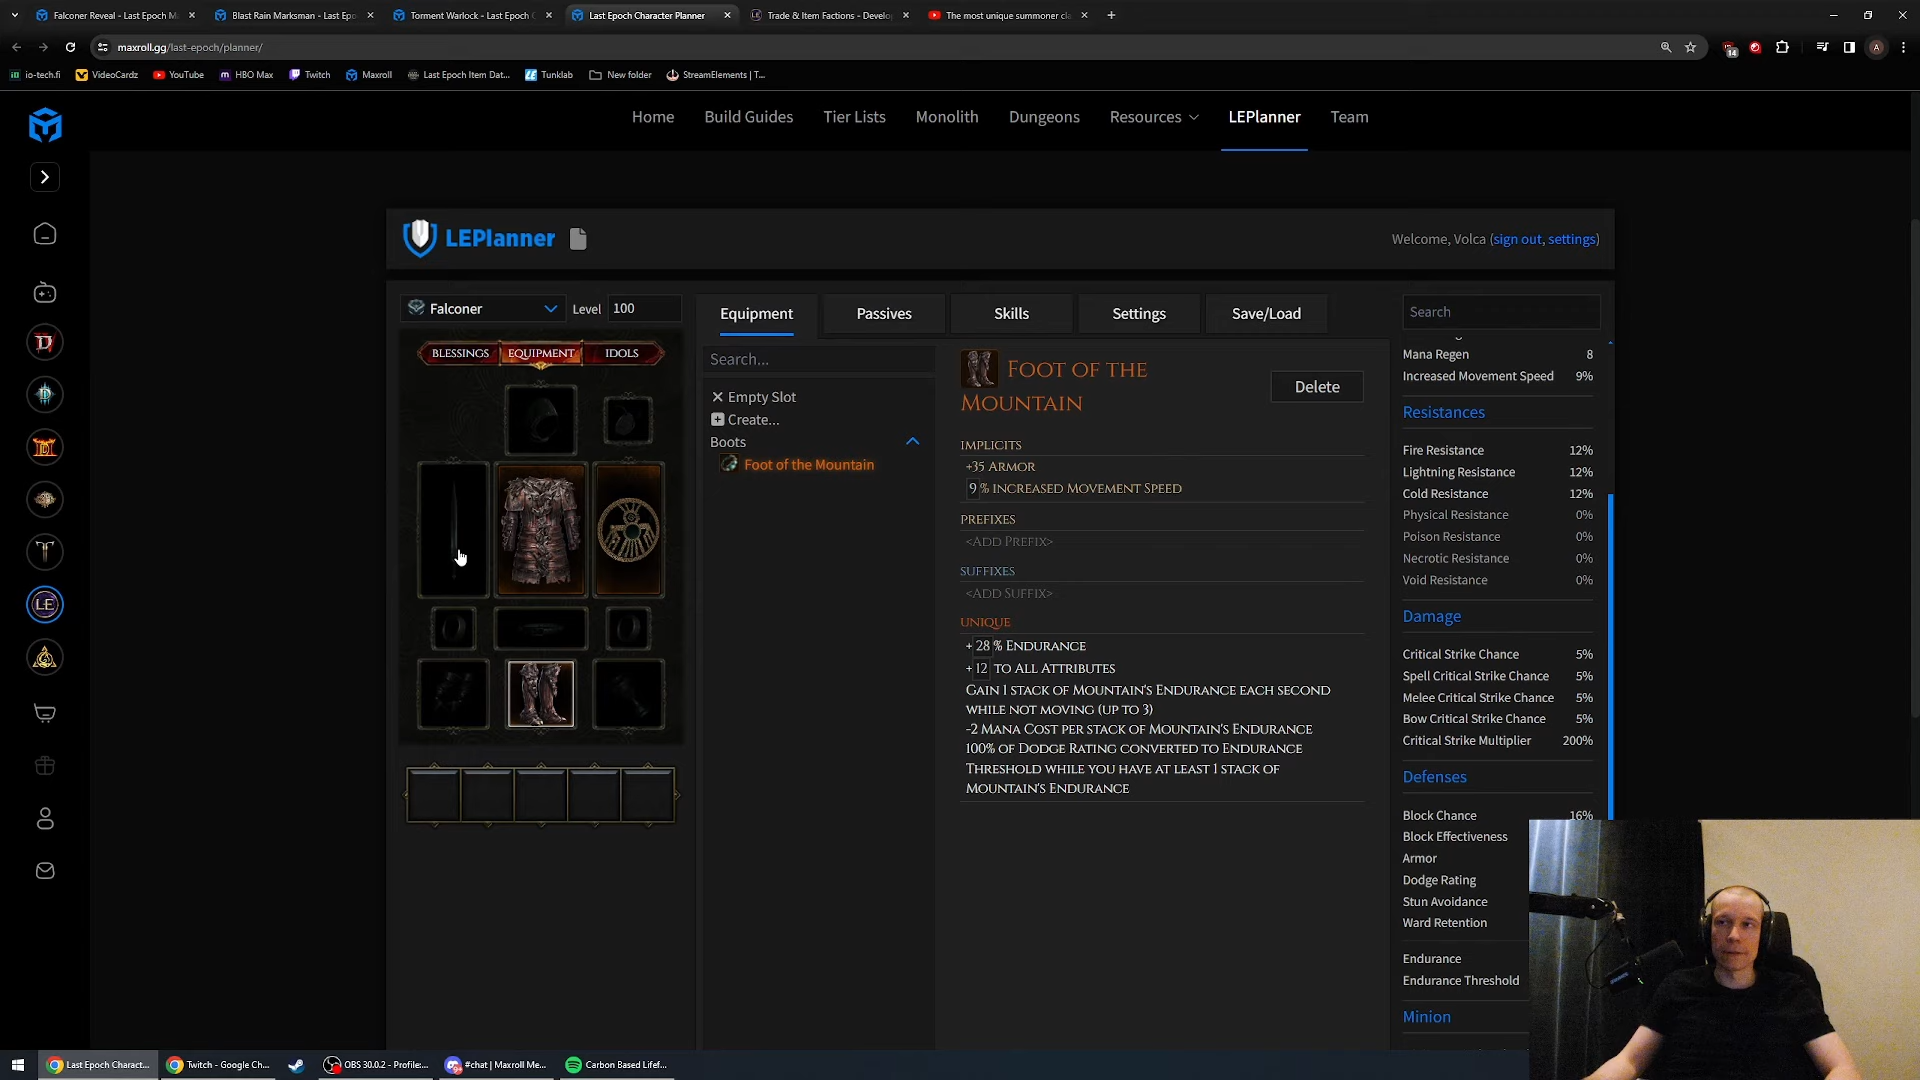 Falconer Reveal – Last Epoch M
Blast Rain Marksman - Last Epo
Torment Warlock - Last Epoch
Last Epoch Character Planner
Trade & Item Factions - Develo
The most unique summoner cla
maxroll.gg/last-epoch/planner/
14
A
io-tech.fi
VideoCardz
YouTube
HBO Max
Twitch
Maxroll
Last Epoch Item Dat...
Tunklab
New folder
StreamElements | T...
Home
Build Guides
Tier Lists
Monolith
Dungeons
Resources
LEPlanner
Team
LEPlanner
Welcome, Volca (sign out, settings)
Falconer
Level
100
Equipment
Passives
Skills
Settings
Save/Load
Search
BLESSINGS
EQUIPMENT
IDOLS
Search...
Empty Slot
Create...
Boots
Foot of the Mountain
Foot of the
Mountain
Delete
Implicits
+35 Armor
9 % increased Movement Speed
Prefixes
<Add Prefix>
Suffixes
<Add Suffix>
Unique
+ 28 % Endurance
+ 12 to All Attributes
Gain 1 stack of Mountain's Endurance each second
while not moving (up to 3)
-2 Mana Cost per stack of Mountain's Endurance
100% of Dodge Rating converted to Endurance
Threshold while you have at least 1 stack of
Mountain's Endurance
Mana Regen 8
Increased Movement Speed 9%
Resistances
Fire Resistance 12%
Lightning Resistance 12%
Cold Resistance 12%
Physical Resistance 0%
Poison Resistance 0%
Necrotic Resistance 0%
Void Resistance 0%
Damage
Critical Strike Chance 5%
Spell Critical Strike Chance 5%
Melee Critical Strike Chance 5%
Bow Critical Strike Chance 5%
Critical Strike Multiplier 200%
Defenses
Block Chance 16%
Block Effectiveness
Armor
Dodge Rating
Stun Avoidance
Ward Retention
Endurance
Endurance Threshold
Minion
LE
Last Epoch Charact...
Twitch - Google Ch...
OBS 30.0.2 - Profile:...
#chat | Maxroll Me...
Carbon Based Lifef...